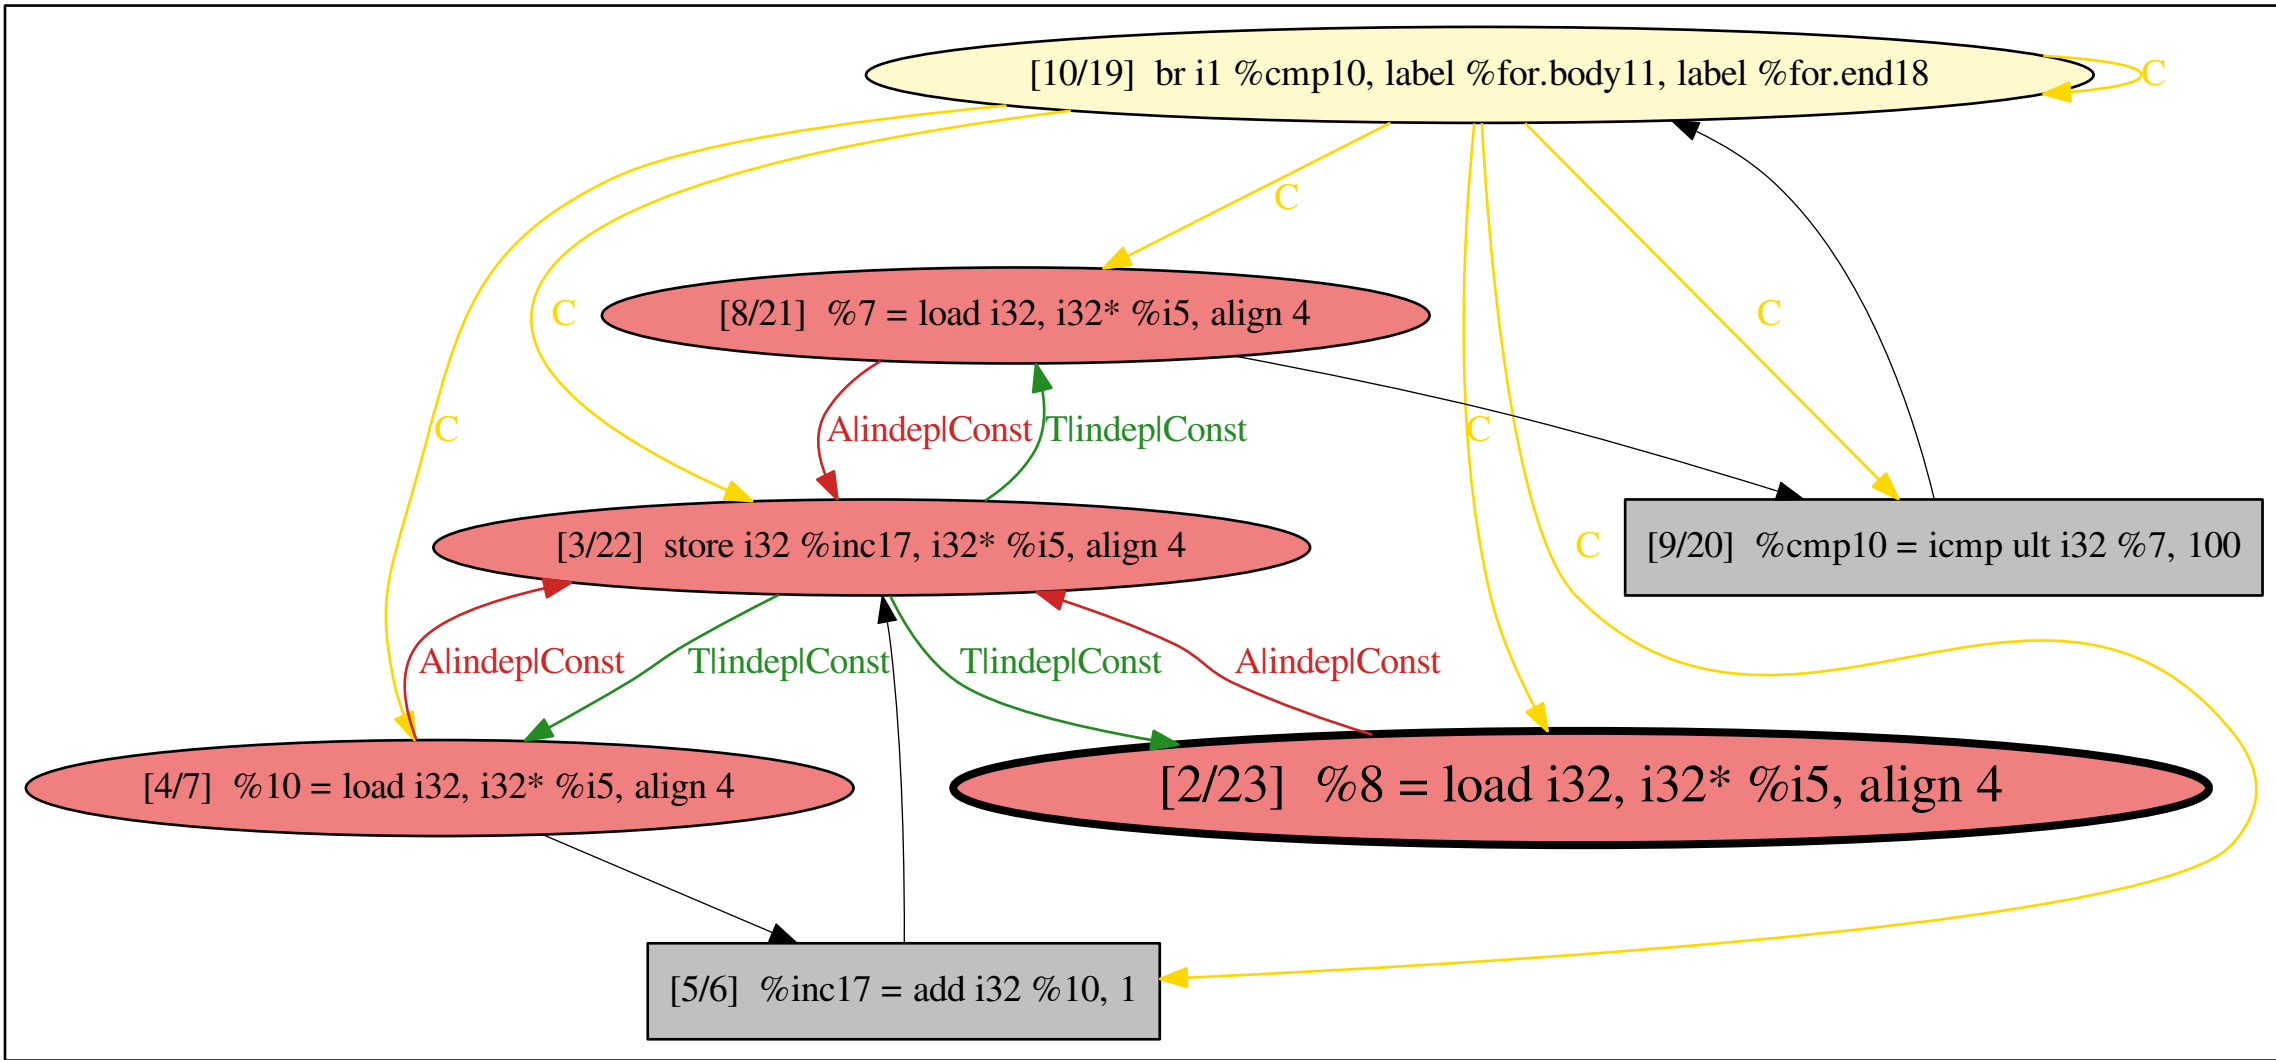 [10/19]  br i1 %cmp10, label %for.body11, label %for.end18
C
C
[8/21]  %7 = load i32, i32* %i5, align 4
C
C
C
A|indep|Const
T|indep|Const
C
[3/22]  store i32 %inc17, i32* %i5, align 4
C
[9/20]  %cmp10 = icmp ult i32 %7, 100
A|indep|Const
T|indep|Const
T|indep|Const
A|indep|Const
[4/7]  %10 = load i32, i32* %i5, align 4
[2/23]  %8 = load i32, i32* %i5, align 4
[5/6]  %inc17 = add i32 %10, 1